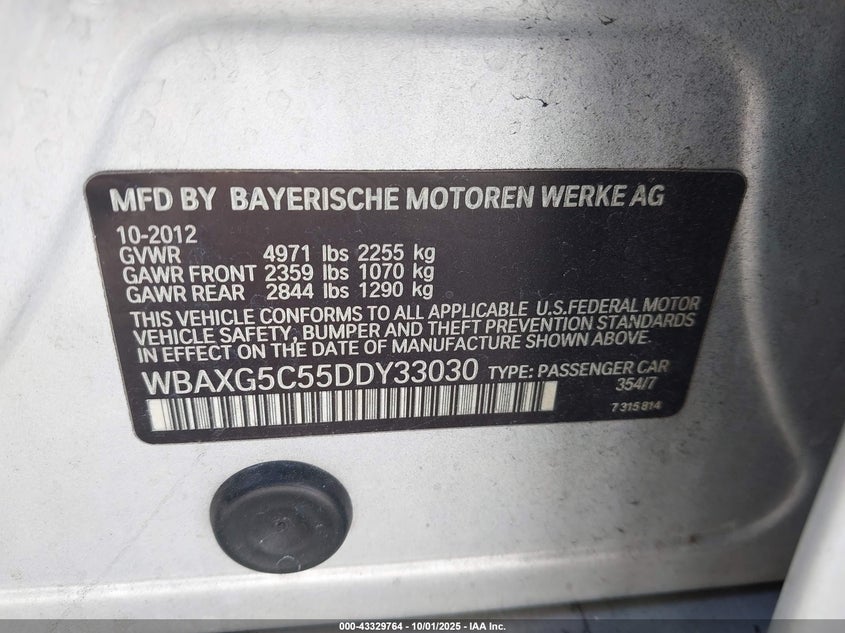 MFD BY BAYERISCHE MOTOREN WERKE AG
10-2012
GVWR 4971 lbs 2255 kg
GAWR FRONT 2359 lbs 1070 kg
GAWR REAR 2844 lbs 1290 kg
THIS VEHICLE CONFORMS TO ALL APPLICABLE U.S.FEDERAL MOTOR
VEHICLE SAFETY, BUMPER AND THEFT PREVENTION STANDARDS
IN EFFECT ON THE DATE OF MANUFACTURE SHOWN ABOVE.
WBAXG5C55DDY33030 TYPE: PASSENGER CAR
354/7
7 315 814
000-43329764 | 10/01/2025 - IAA Inc.